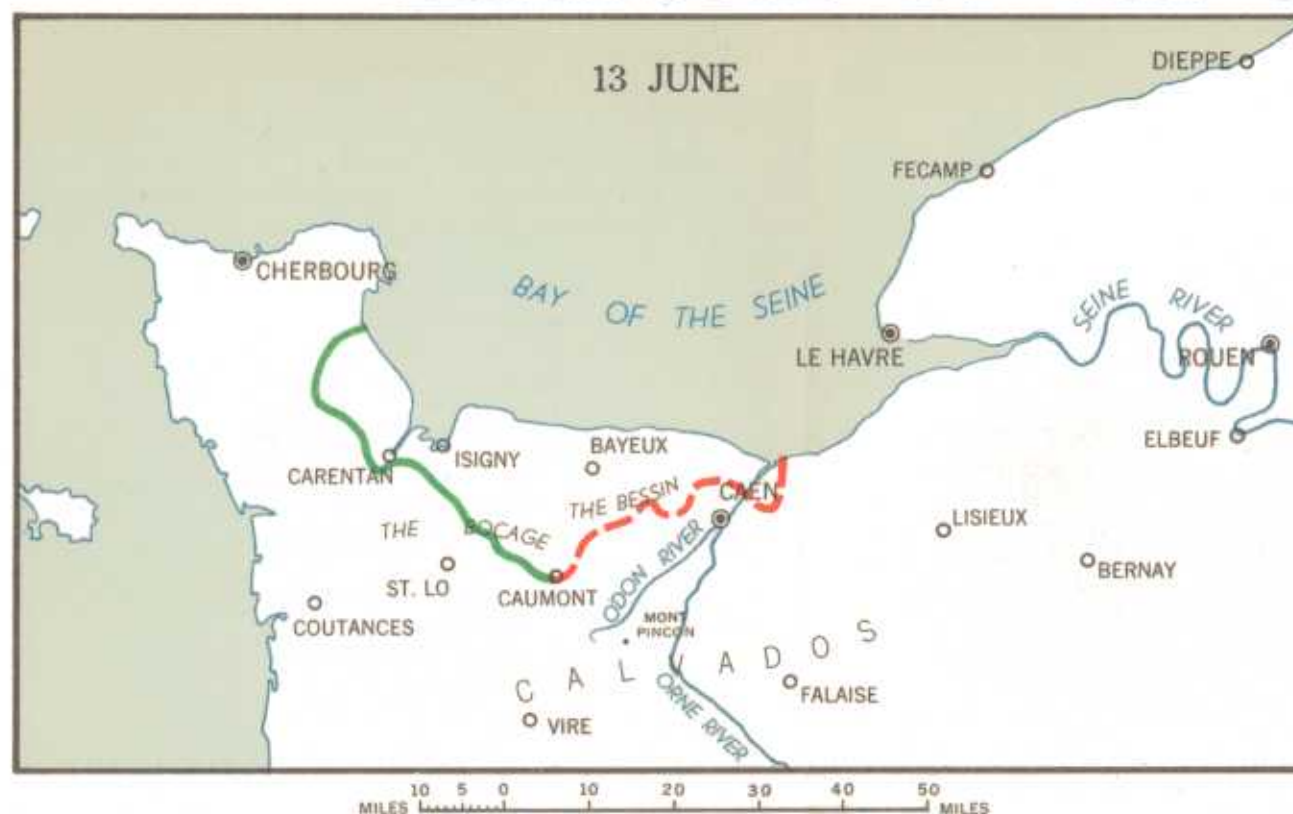 13 JUNE
DIEPPE
FECAMP
CHERBOURG
BAY OF THE SEINE
SEINE RIVER
LE HAVRE
ROUEN
ELBEUF
ISIGNY
BAYEUX
CARENTAN
THE BESSIN
CAEN
THE BOCAGE
LISIEUX
BERNAY
ST. LO
CAUMONT
ODON RIVER
COUTANCES
MONT
PINCON
CALVADOS
FALAISE
ORNE RIVER
VIRE
MILES 10 5 0 10 20 30 40 50 MILES